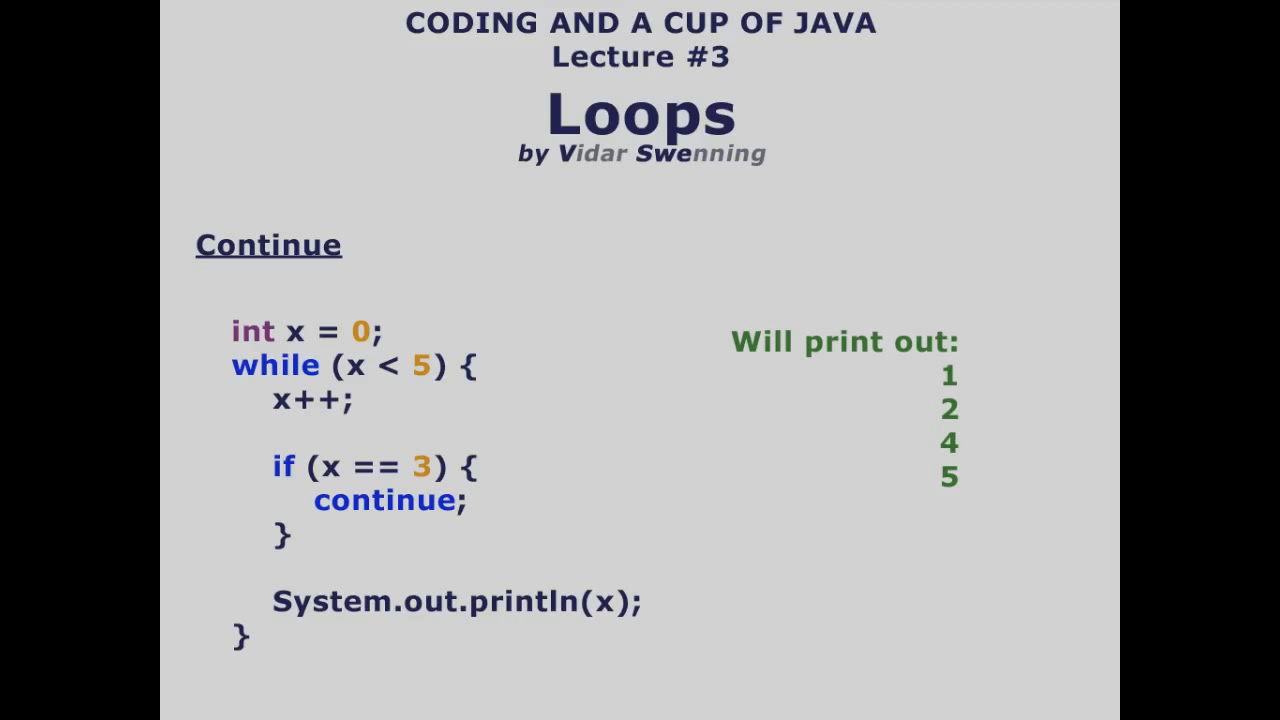 CODING AND A CUP OF JAVA
Lecture #3
Loops
by Vidar Swenning
Continue
int x = 0;
while (x < 5) {
x++;
if (x == 3) {
continue;
}
System.out.println(x);
}
Will print out:
1
2
4
5